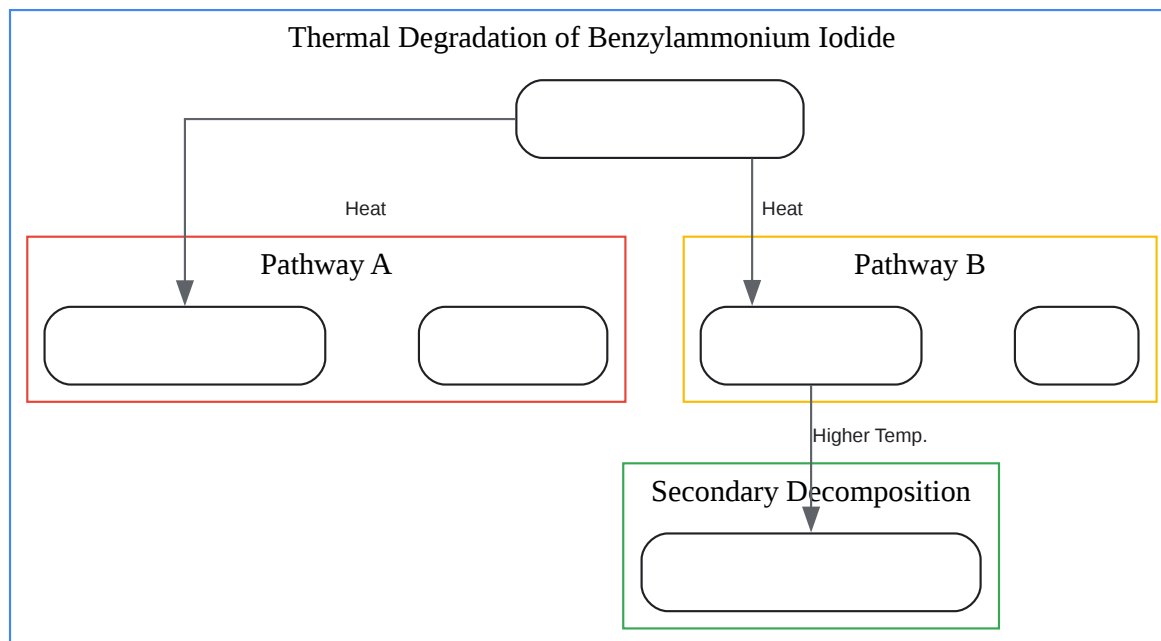 Thermal Degradation of Benzylammonium Iodide
Heat
Heat
Pathway A
Pathway B
Higher Temp.
Secondary Decomposition